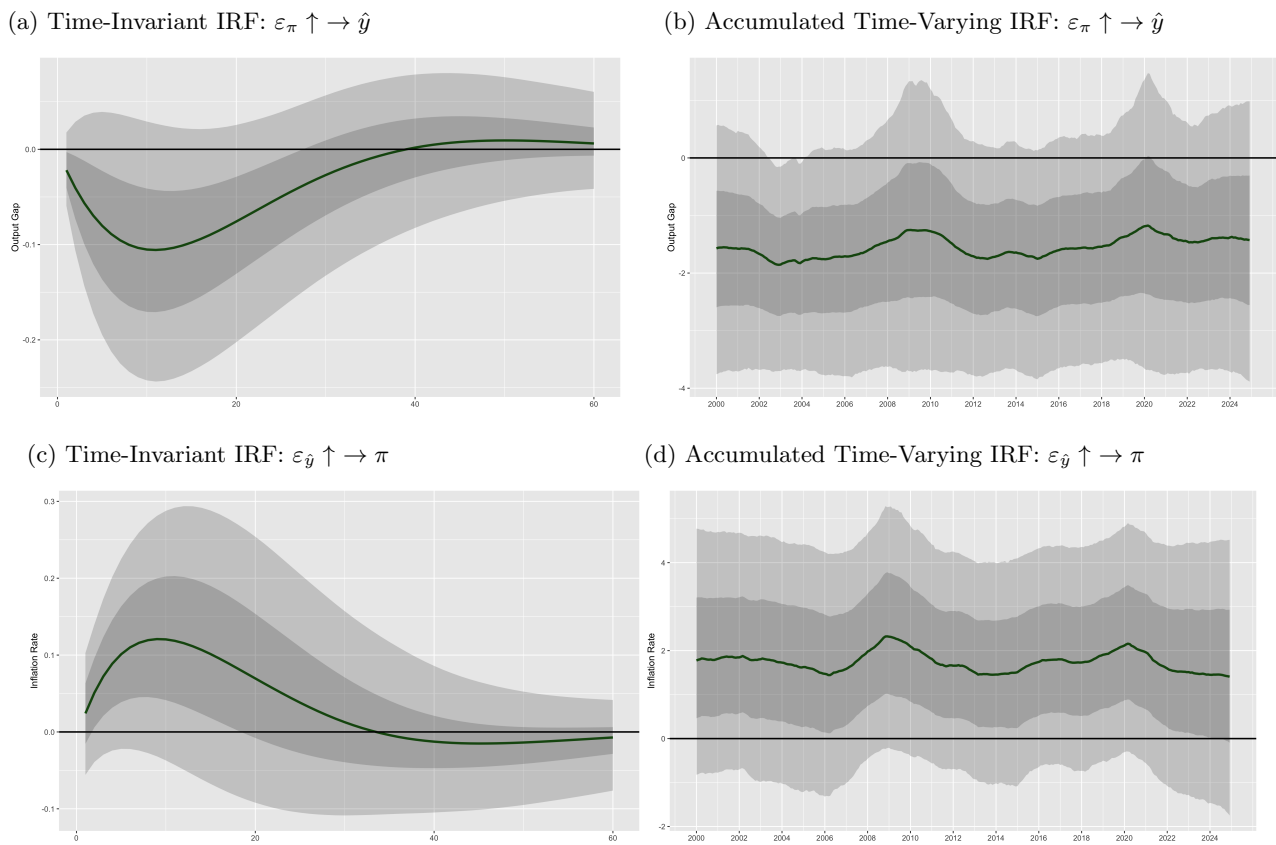 (a) Time-Invariant IRF: ε_π ↑ → ŷ
(b) Accumulated Time-Varying IRF: ε_π ↑ → ŷ
Output Gap
0.0
-0.1
-0.2
0
20
40
60
Output Gap
0
-2
-4
2000 2002 2004 2006 2008 2010 2012 2014 2016 2018 2020 2022 2024
(c) Time-Invariant IRF: ε_ŷ ↑ → π
(d) Accumulated Time-Varying IRF: ε_ŷ ↑ → π
Inflation Rate
0.3
0.2
0.1
0.0
-0.1
0
20
40
60
Inflation Rate
4
2
0
-2
2000 2002 2004 2006 2008 2010 2012 2014 2016 2018 2020 2022 2024